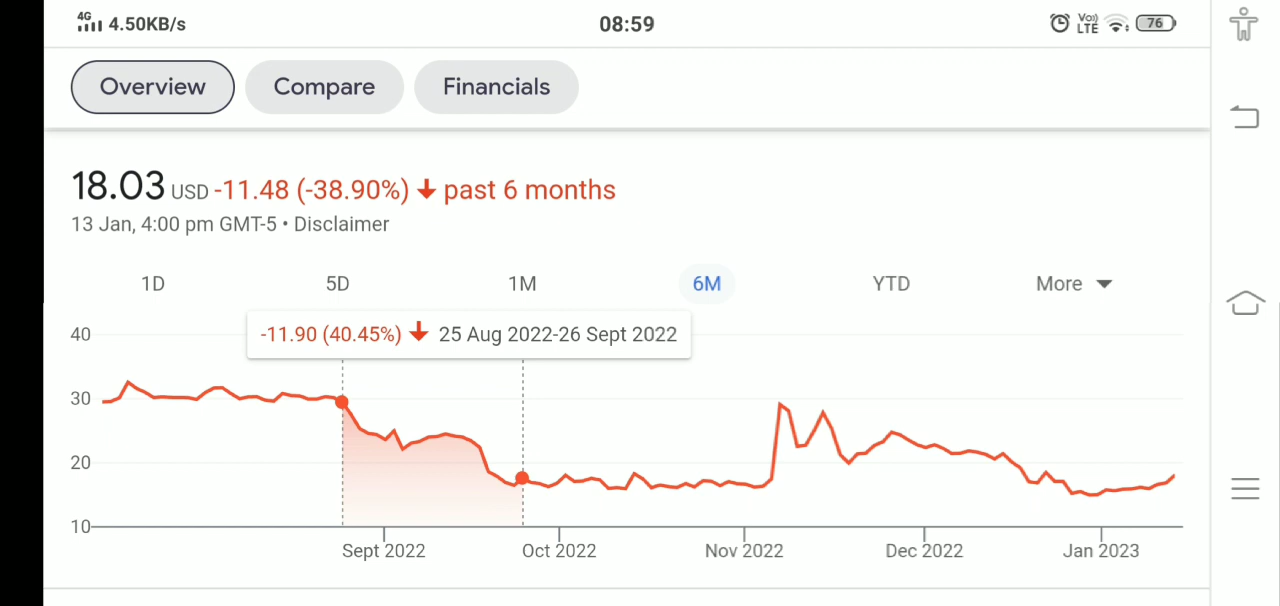 4G 4.50KB/s 08:59 Vo)) LTE 76
Overview Compare Financials
18.03 USD -11.48 (-38.90%) past 6 months
13 Jan, 4:00 pm GMT-5 • Disclaimer
1D 5D 1M 6M YTD More
-11.90 (40.45%) 25 Aug 2022-26 Sept 2022
40
30
20
10
Sept 2022 Oct 2022 Nov 2022 Dec 2022 Jan 2023